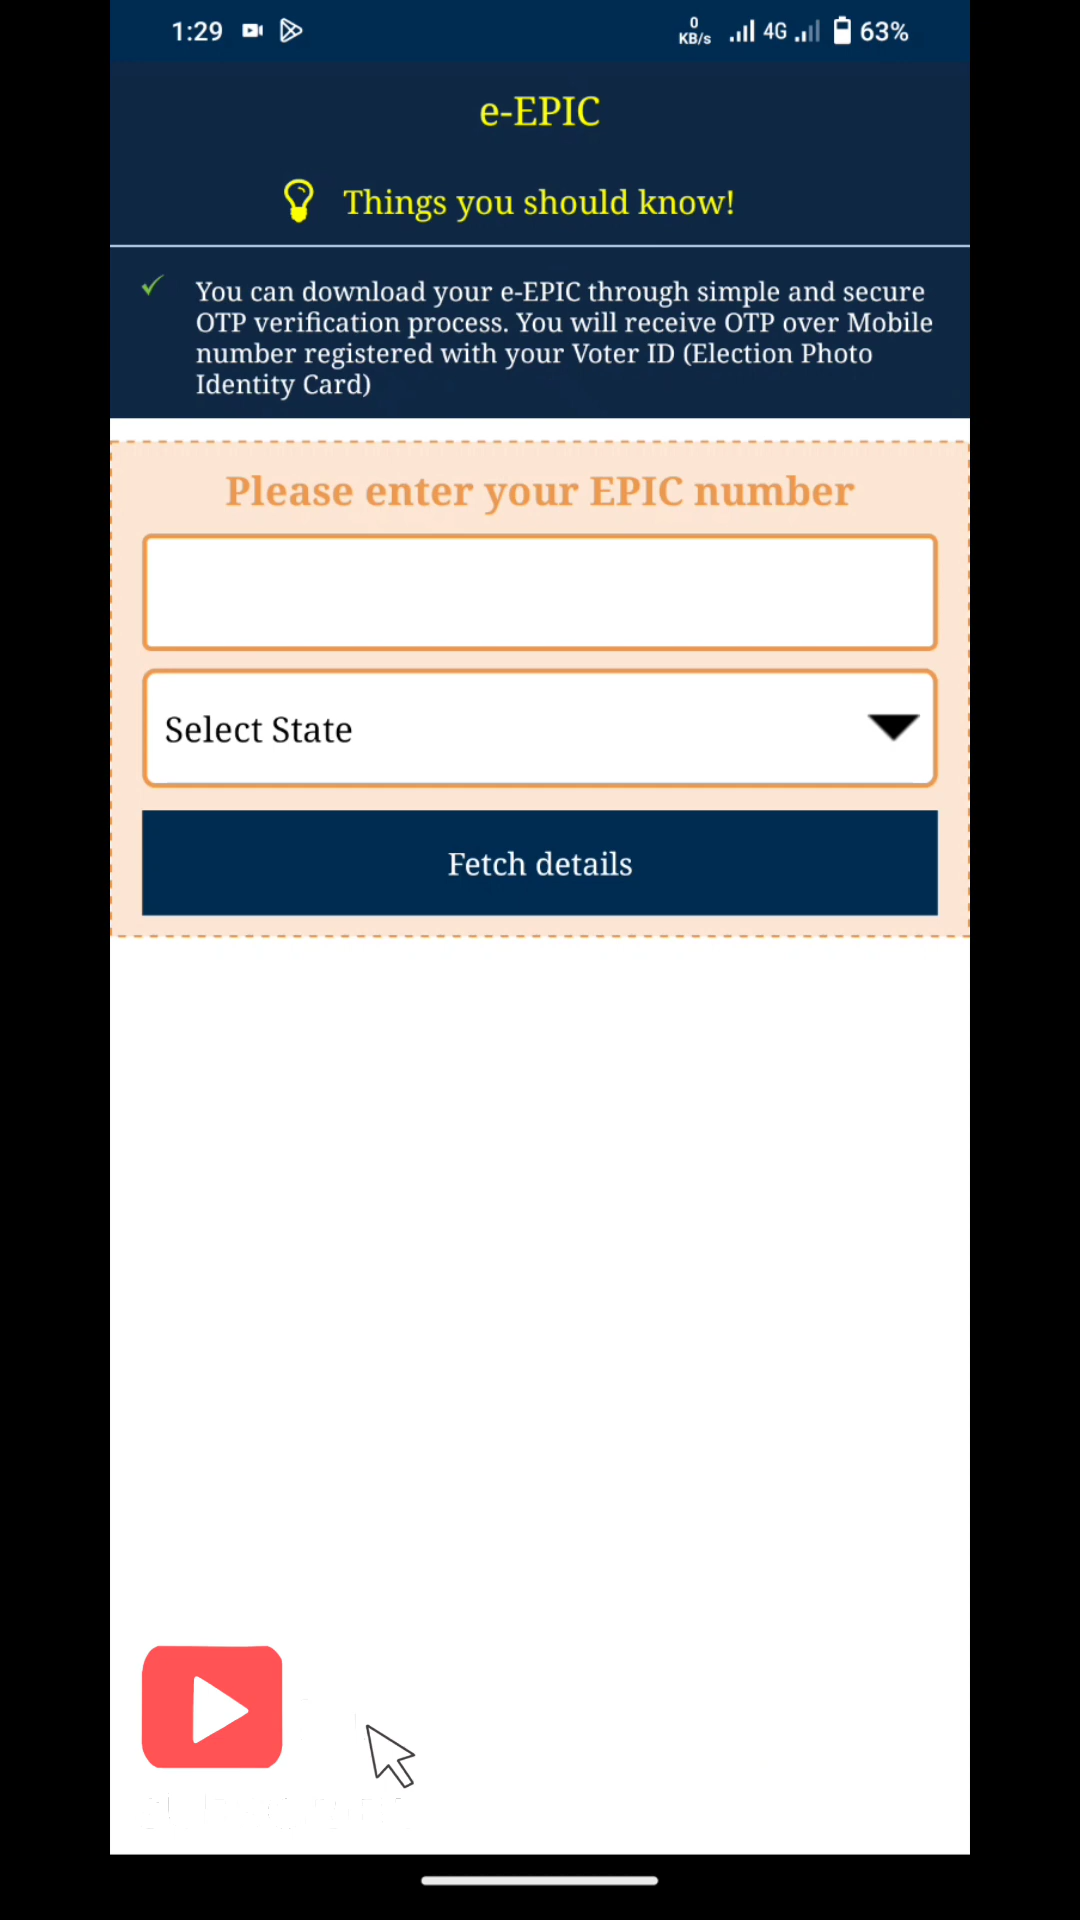 1:29
0
KB/s
4G
63%
e-EPIC
Things you should know!
You can download your e-EPIC through simple and secure
OTP verification process. You will receive OTP over Mobile
number registered with your Voter ID (Election Photo
Identity Card)
Please enter your EPIC number
Select State
Fetch details